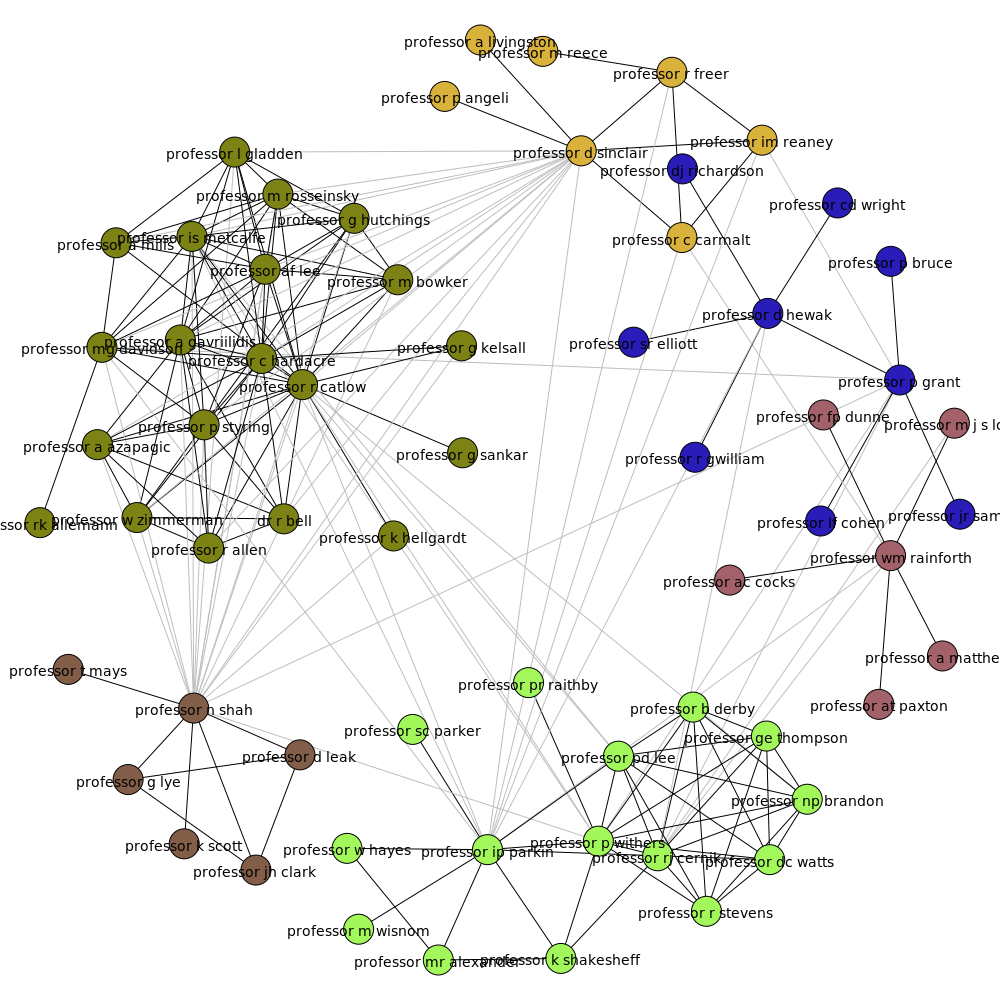 professor a livingston
professor m reece
professor r freer
professor p angeli
professor im reaney
professor d sinclair
professor l gladden
professor dj richardson
professor m rosseinsky
professor cd wright
professor g hutchings
professor is metcalfe
professor a mills
professor c carmalt
professor p bruce
professor af lee
professor m bowker
professor d hewak
professor a gavriilidis
professor sr elliott
professor g kelsall
professor mg davidson
professor c hardacre
professor p grant
professor r catlow
professor fp dunne
professor m j s lo
professor p styring
professor a azapagic
professor g sankar
professor r gwilliam
professor jr sam
professor w zimmerman
dr r bell
professor lf cohen
ssor rk allemann
professor k hellgardt
professor r allen
professor wm rainforth
professor ac cocks
professor a matthe
professor t mays
professor pr raithby
professor at paxton
professor b derby
professor n shah
professor sc parker
professor ge thompson
professor d leak
professor pd lee
professor g lye
professor np brandon
professor p withers
professor k scott
professor w hayes
professor ip parkin
professor rj cernik
professor dc watts
professor jh clark
professor r stevens
professor m wisnom
professor k shakesheff
professor mr alexander